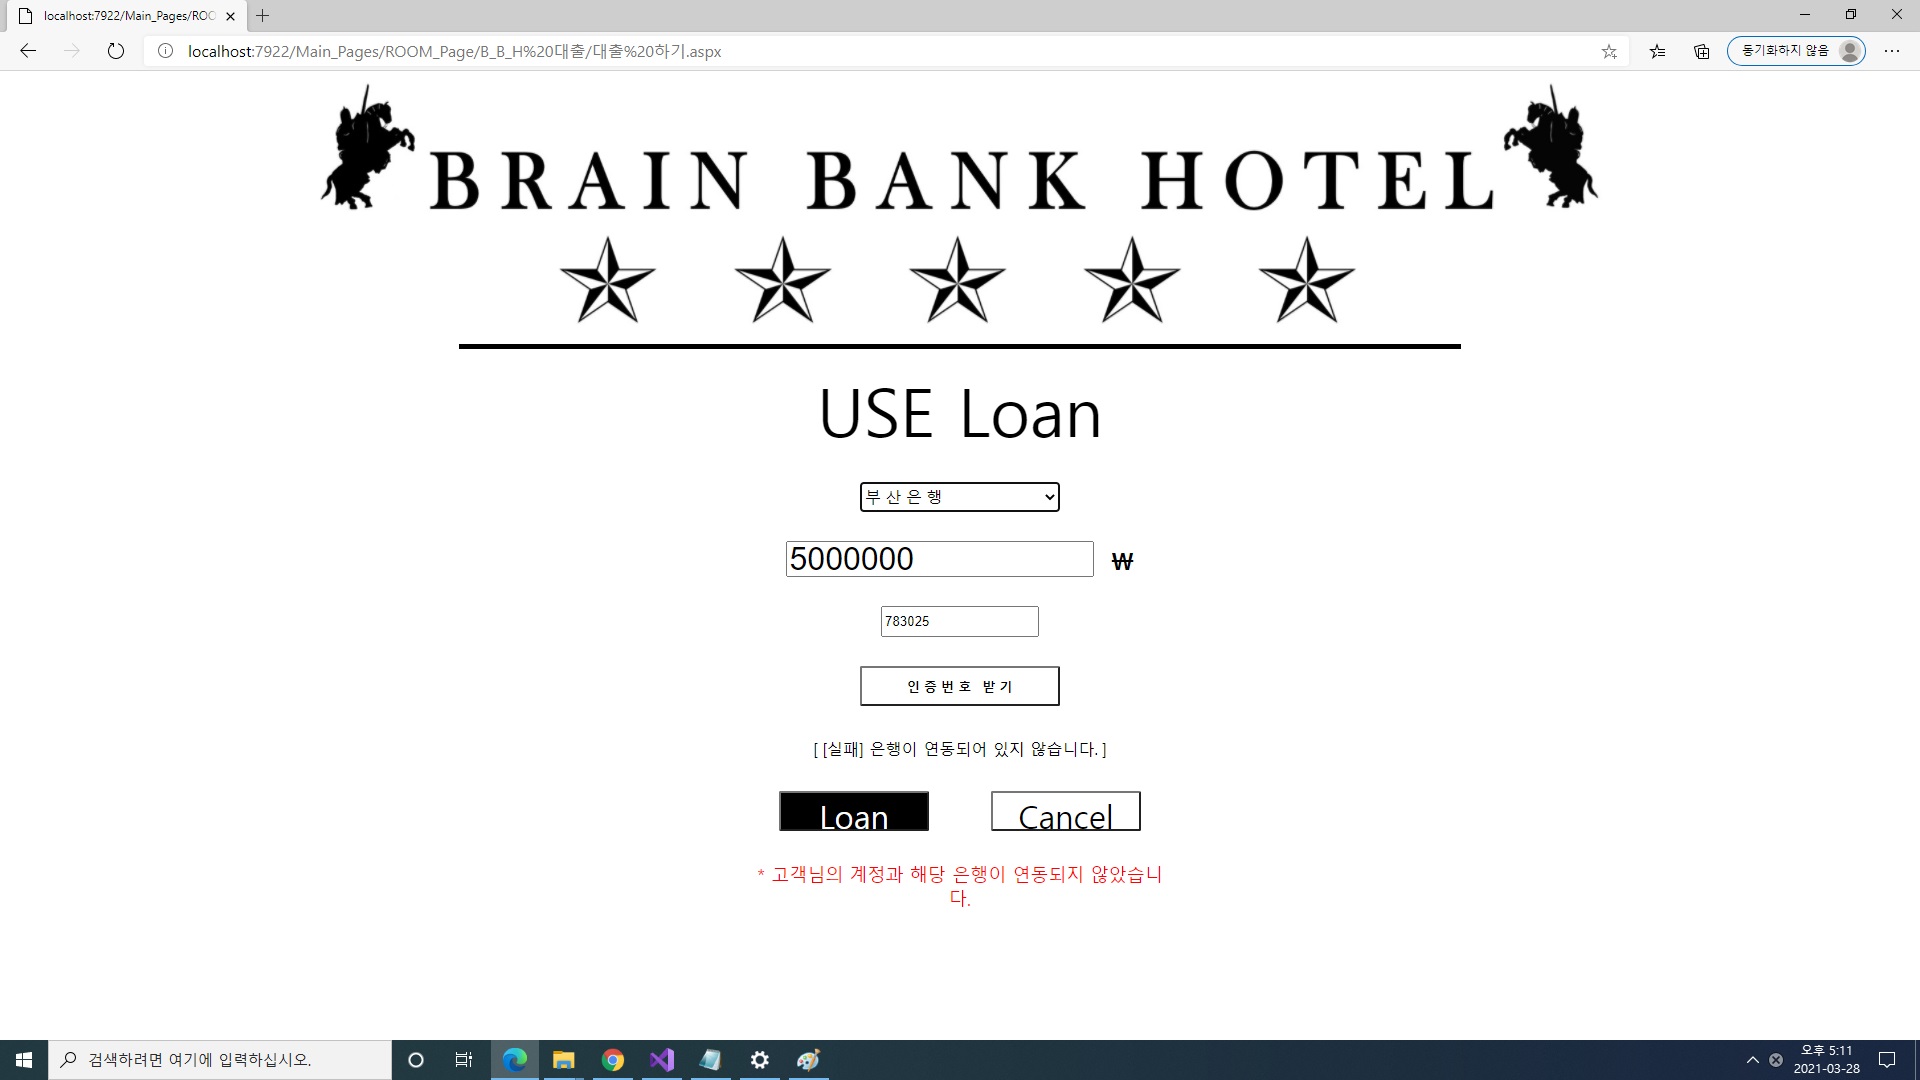 localhost:7922/Main_Pages/ROO
localhost:7922/Main_Pages/ROOM_Page/B_B_H%20대출/대출%20하기.aspx
동기화하지 않음
BRAIN BANK HOTEL
USE Loan
부산은행
5000000 ₩
783025
인증번호 받기
[ [실패] 은행이 연동되어 있지 않습니다. ]
Loan Cancel
* 고객님의 계정과 해당 은행이 연동되지 않았습니
다.
검색하려면 여기에 입력하십시오.
오후 5:11
2021-03-28